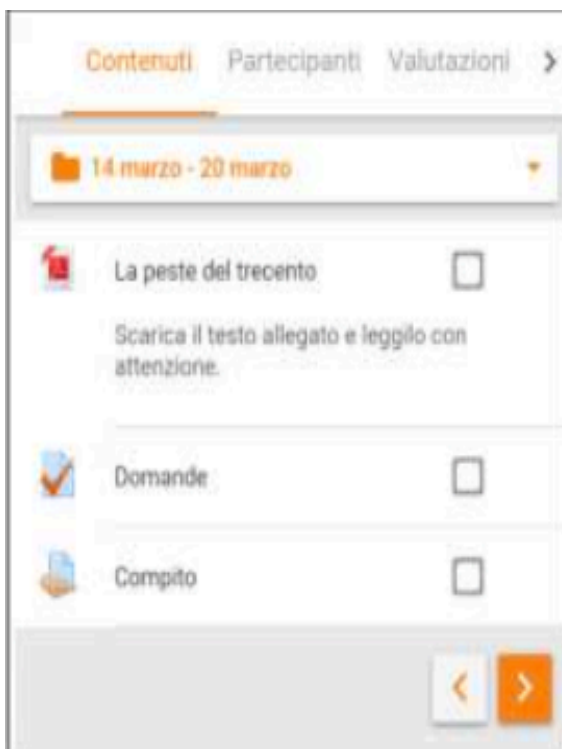 Contenuti Partecipanti Valutazioni
14 marzo - 20 marzo
La peste del trecento
Scarica il testo allegato e leggilo con
attenzione.
Domande
Compito